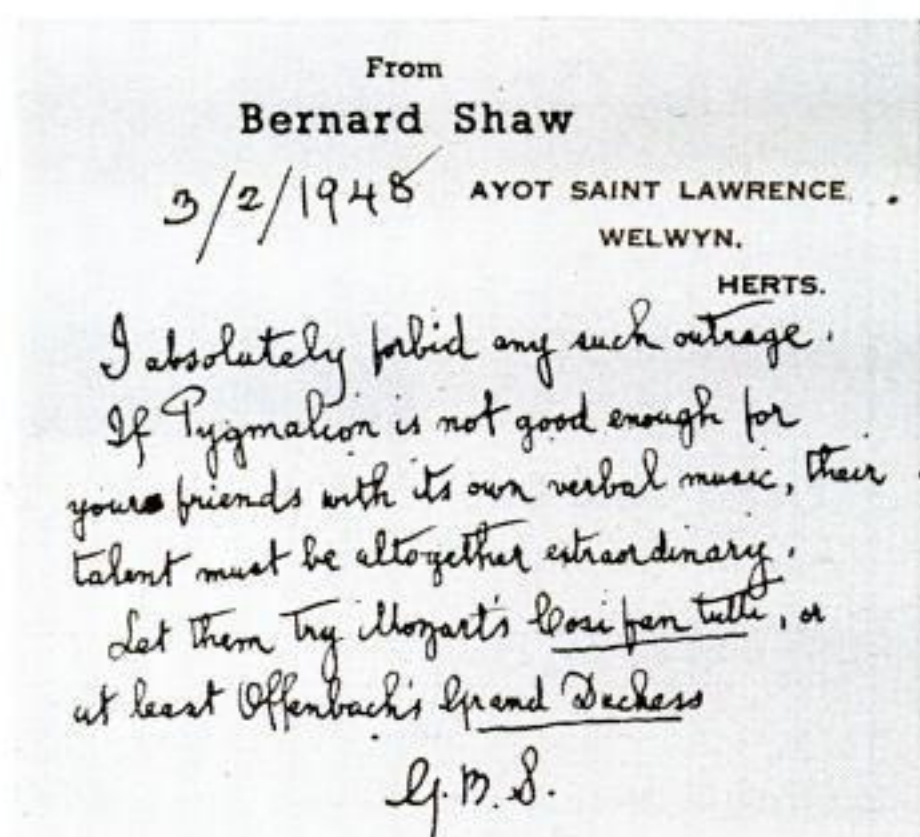 From
Bernard Shaw
3/2/1948 AYOT SAINT LAWRENCE.
WELWYN.
HERTS.
I absolutely forbid any such outrage.
If Pygmalion is not good enough for
your friends with its own verbal music, their
talent must be altogether extraordinary.
Let them try Mozart's Cosi fan tutti, or
at least Offenbach's Grand Duchess
G.B.S.